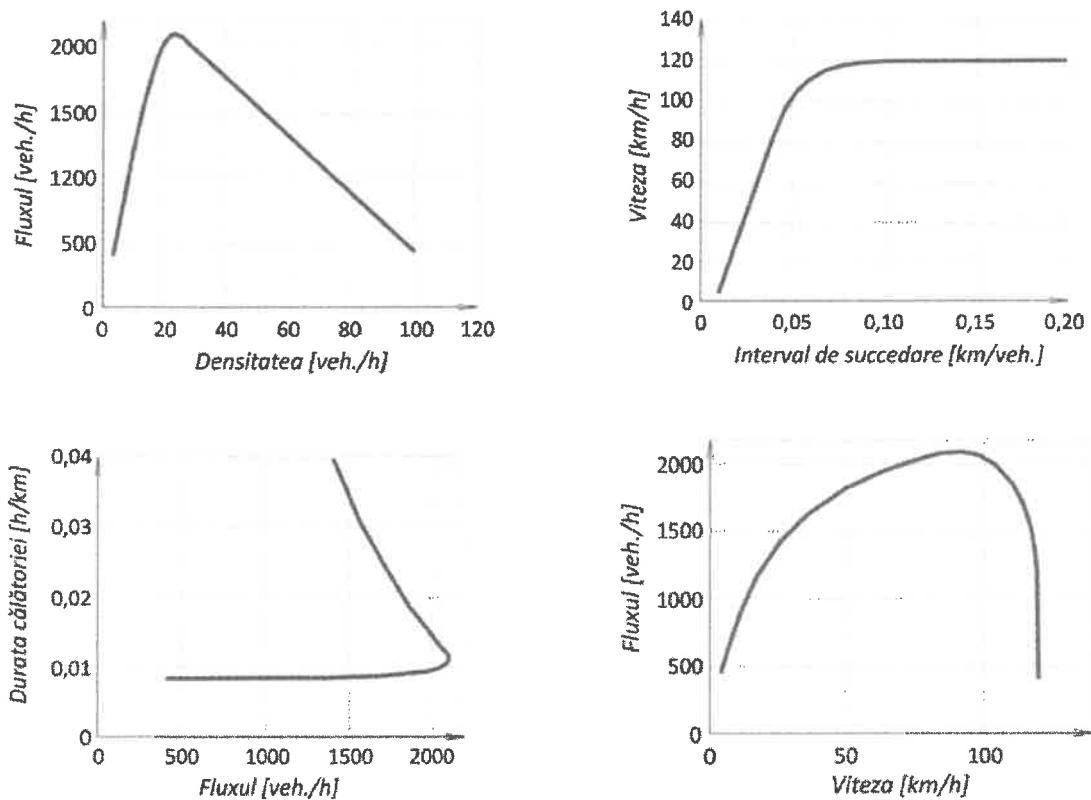 Fluxul [veh./h]
2000
1500
1200
500
0
0 20 40 60 80 100 120
Densitatea [veh./h]
Viteza [km/h]
140
120
100
80
60
40
20
0
0 0,05 0,10 0,15 0,20
Interval de succedare [km/veh.]
Durata călătoriei [h/km]
0,04
0,03
0,02
0,01
0
0 500 1000 1500 2000
Fluxul [veh./h]
Fluxul [veh./h]
2000
1500
1000
500
0
0 50 100
Viteza [km/h]